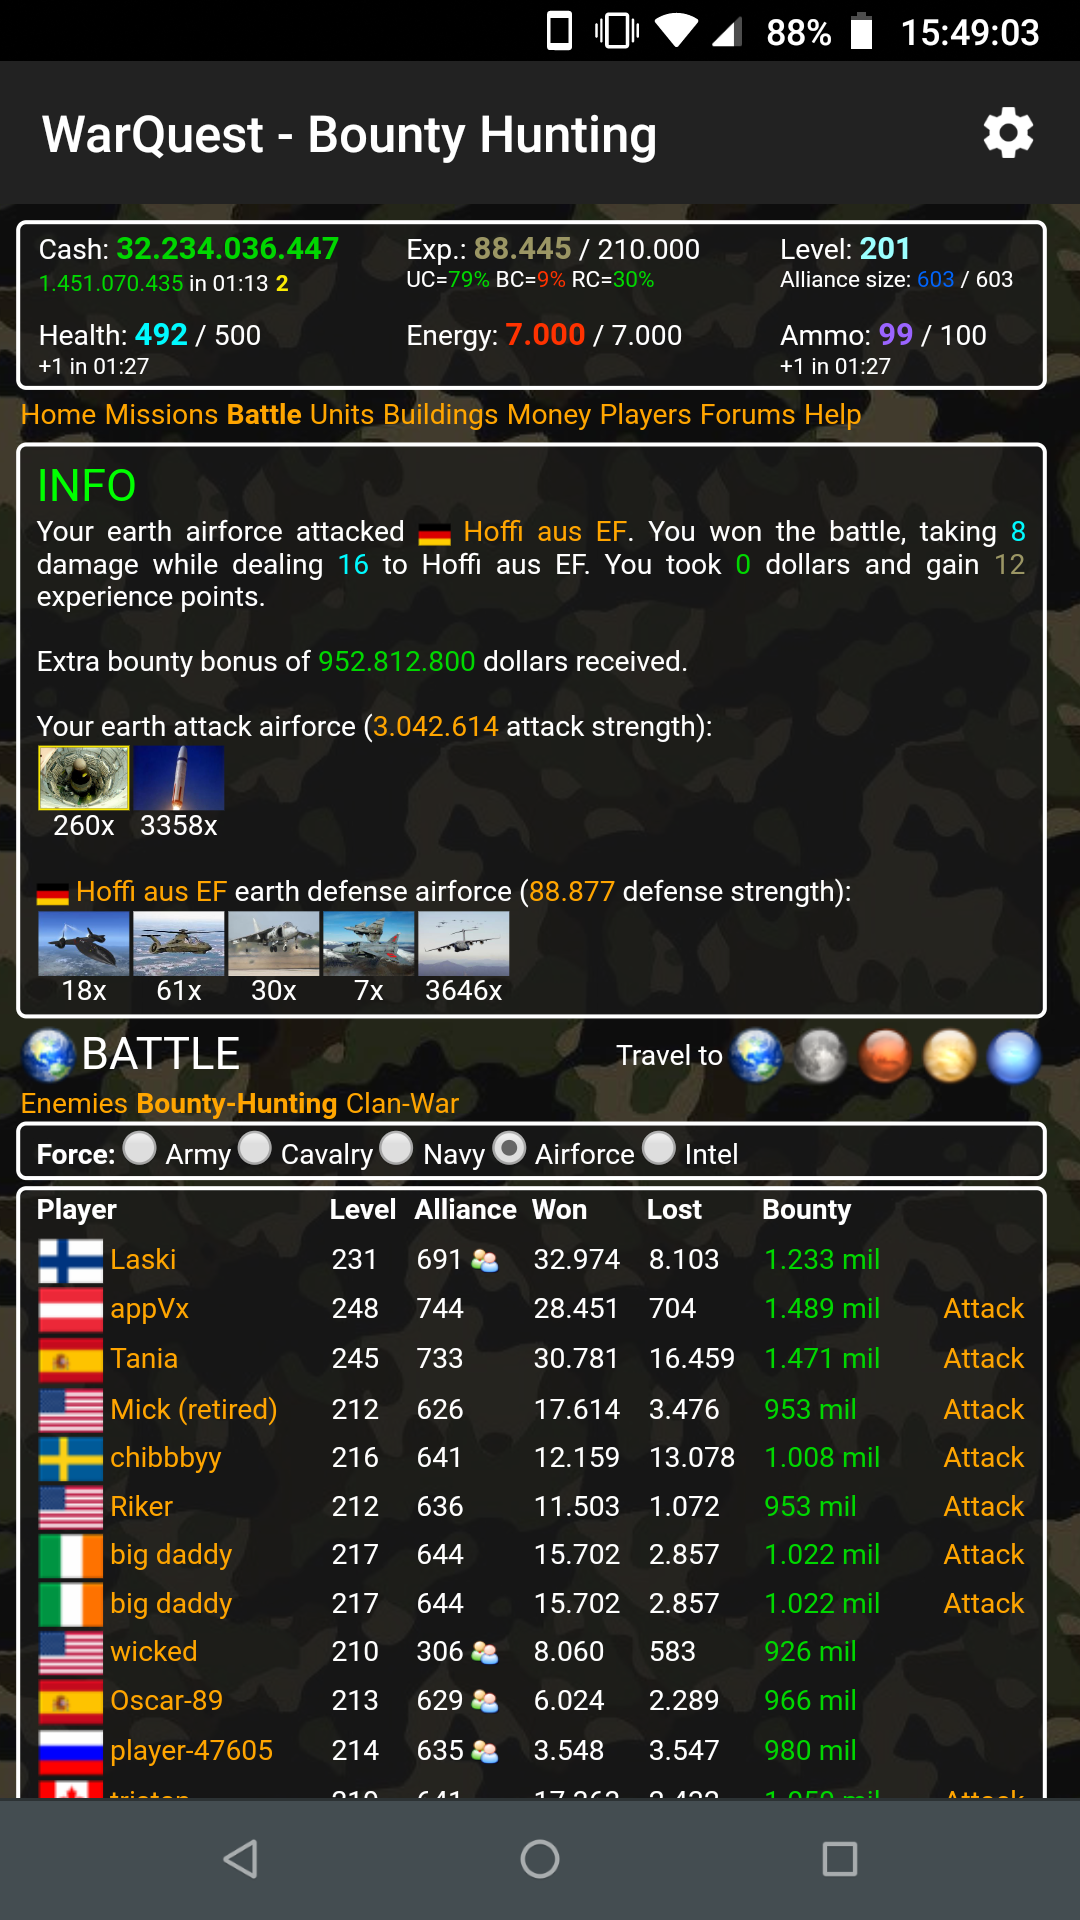 88% 15:49:03
WarQuest - Bounty Hunting
Cash: 32.234.036.447 Exp.: 88.445 / 210.000 Level: 201
1.451.070.435 in 01:13 2 UC=79% BC=9% RC=30% Alliance size: 603 / 603
Health: 492 / 500 Energy: 7.000 / 7.000 Ammo: 99 / 100
+1 in 01:27 +1 in 01:27
Home Missions Battle Units Buildings Money Players Forums Help
INFO
Your earth airforce attacked Hoffi aus EF. You won the battle, taking 8
damage while dealing 16 to Hoffi aus EF. You took 0 dollars and gain 12
experience points.
Extra bounty bonus of 952.812.800 dollars received.
Your earth attack airforce (3.042.614 attack strength):
260x 3358x
Hoffi aus EF earth defense airforce (88.877 defense strength):
18x 61x 30x 7x 3646x
BATTLE Travel to
Enemies Bounty-Hunting Clan-War
Force: Army Cavalry Navy Airforce Intel
Player Level Alliance Won Lost Bounty
Laski 231 691 32.974 8.103 1.233 mil
appVx 248 744 28.451 704 1.489 mil Attack
Tania 245 733 30.781 16.459 1.471 mil Attack
Mick (retired) 212 626 17.614 3.476 953 mil Attack
chibbbyy 216 641 12.159 13.078 1.008 mil Attack
Riker 212 636 11.503 1.072 953 mil Attack
big daddy 217 644 15.702 2.857 1.022 mil Attack
big daddy 217 644 15.702 2.857 1.022 mil Attack
wicked 210 306 8.060 583 926 mil
Oscar-89 213 629 6.024 2.289 966 mil
player-47605 214 635 3.548 3.547 980 mil
Attack